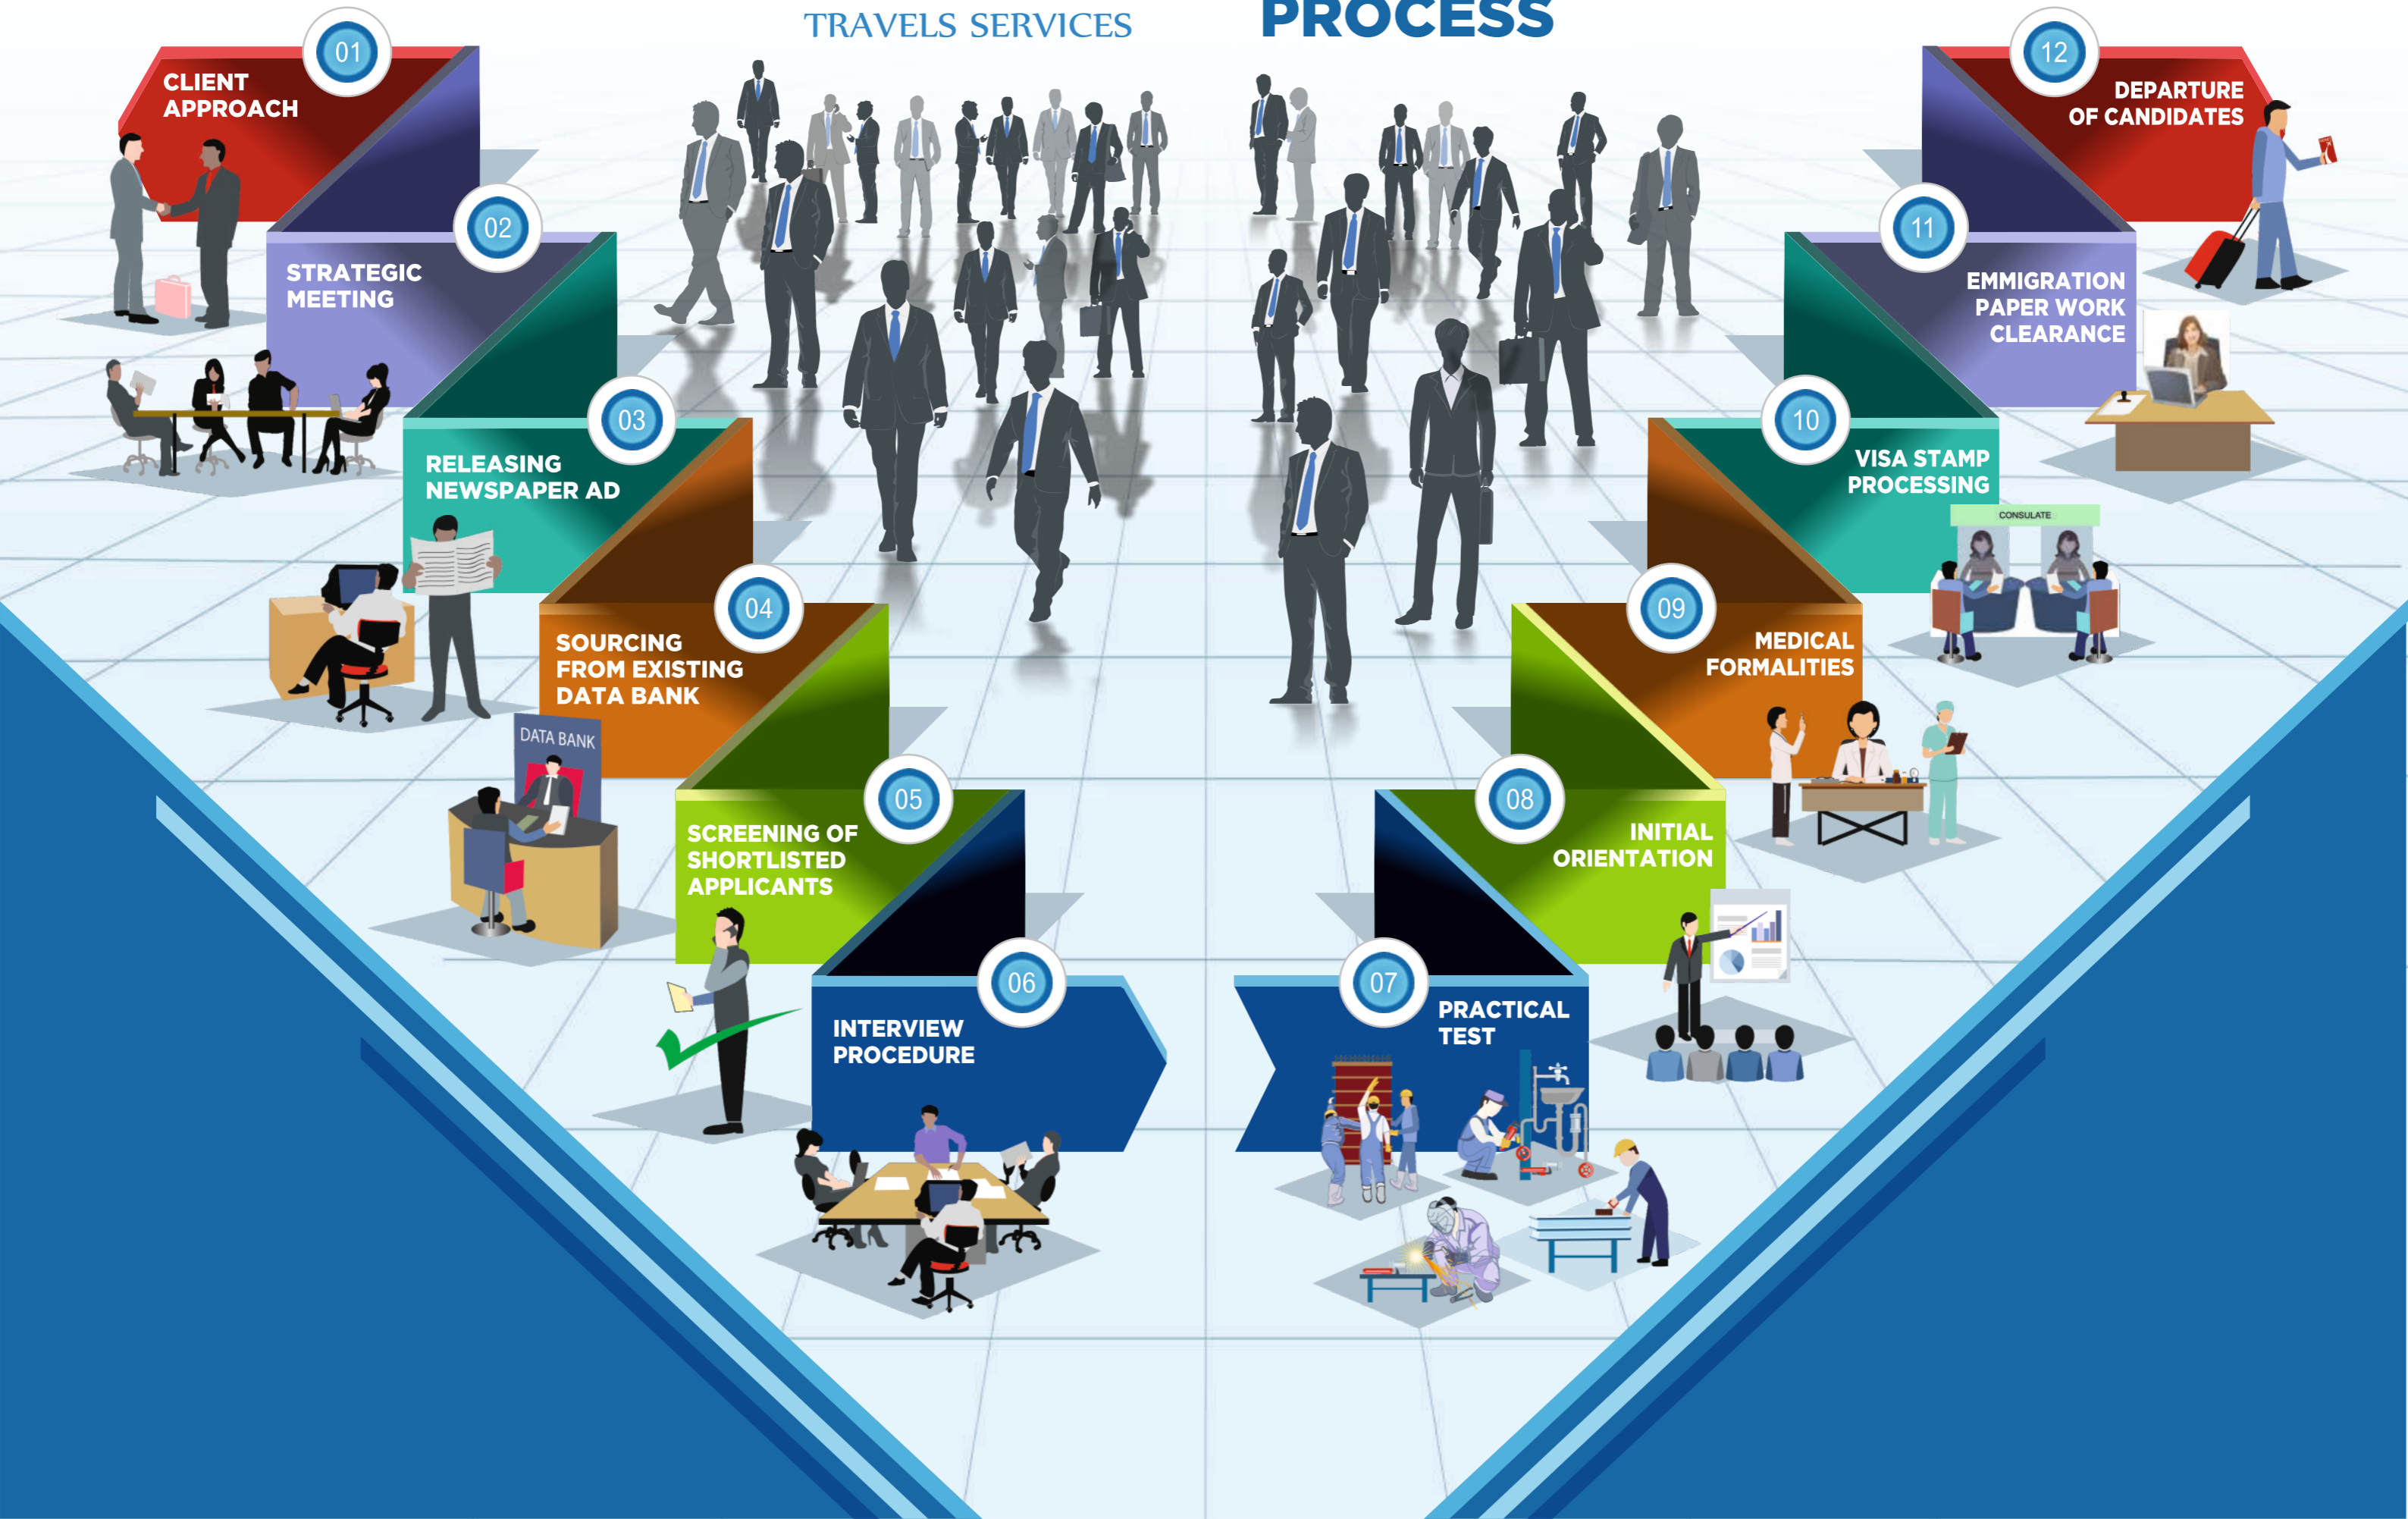 TRAVELS SERVICES
PROCESS
01
CLIENT
APPROACH
02
STRATEGIC
MEETING
03
RELEASING
NEWSPAPER AD
04
SOURCING
FROM EXISTING
DATA BANK
DATA BANK
05
SCREENING OF
SHORTLISTED
APPLICANTS
06
INTERVIEW
PROCEDURE
07
PRACTICAL
TEST
08
INITIAL
ORIENTATION
09
MEDICAL
FORMALITIES
10
VISA STAMP
PROCESSING
CONSULATE
11
EMMIGRATION
PAPER WORK
CLEARANCE
12
DEPARTURE
OF CANDIDATES